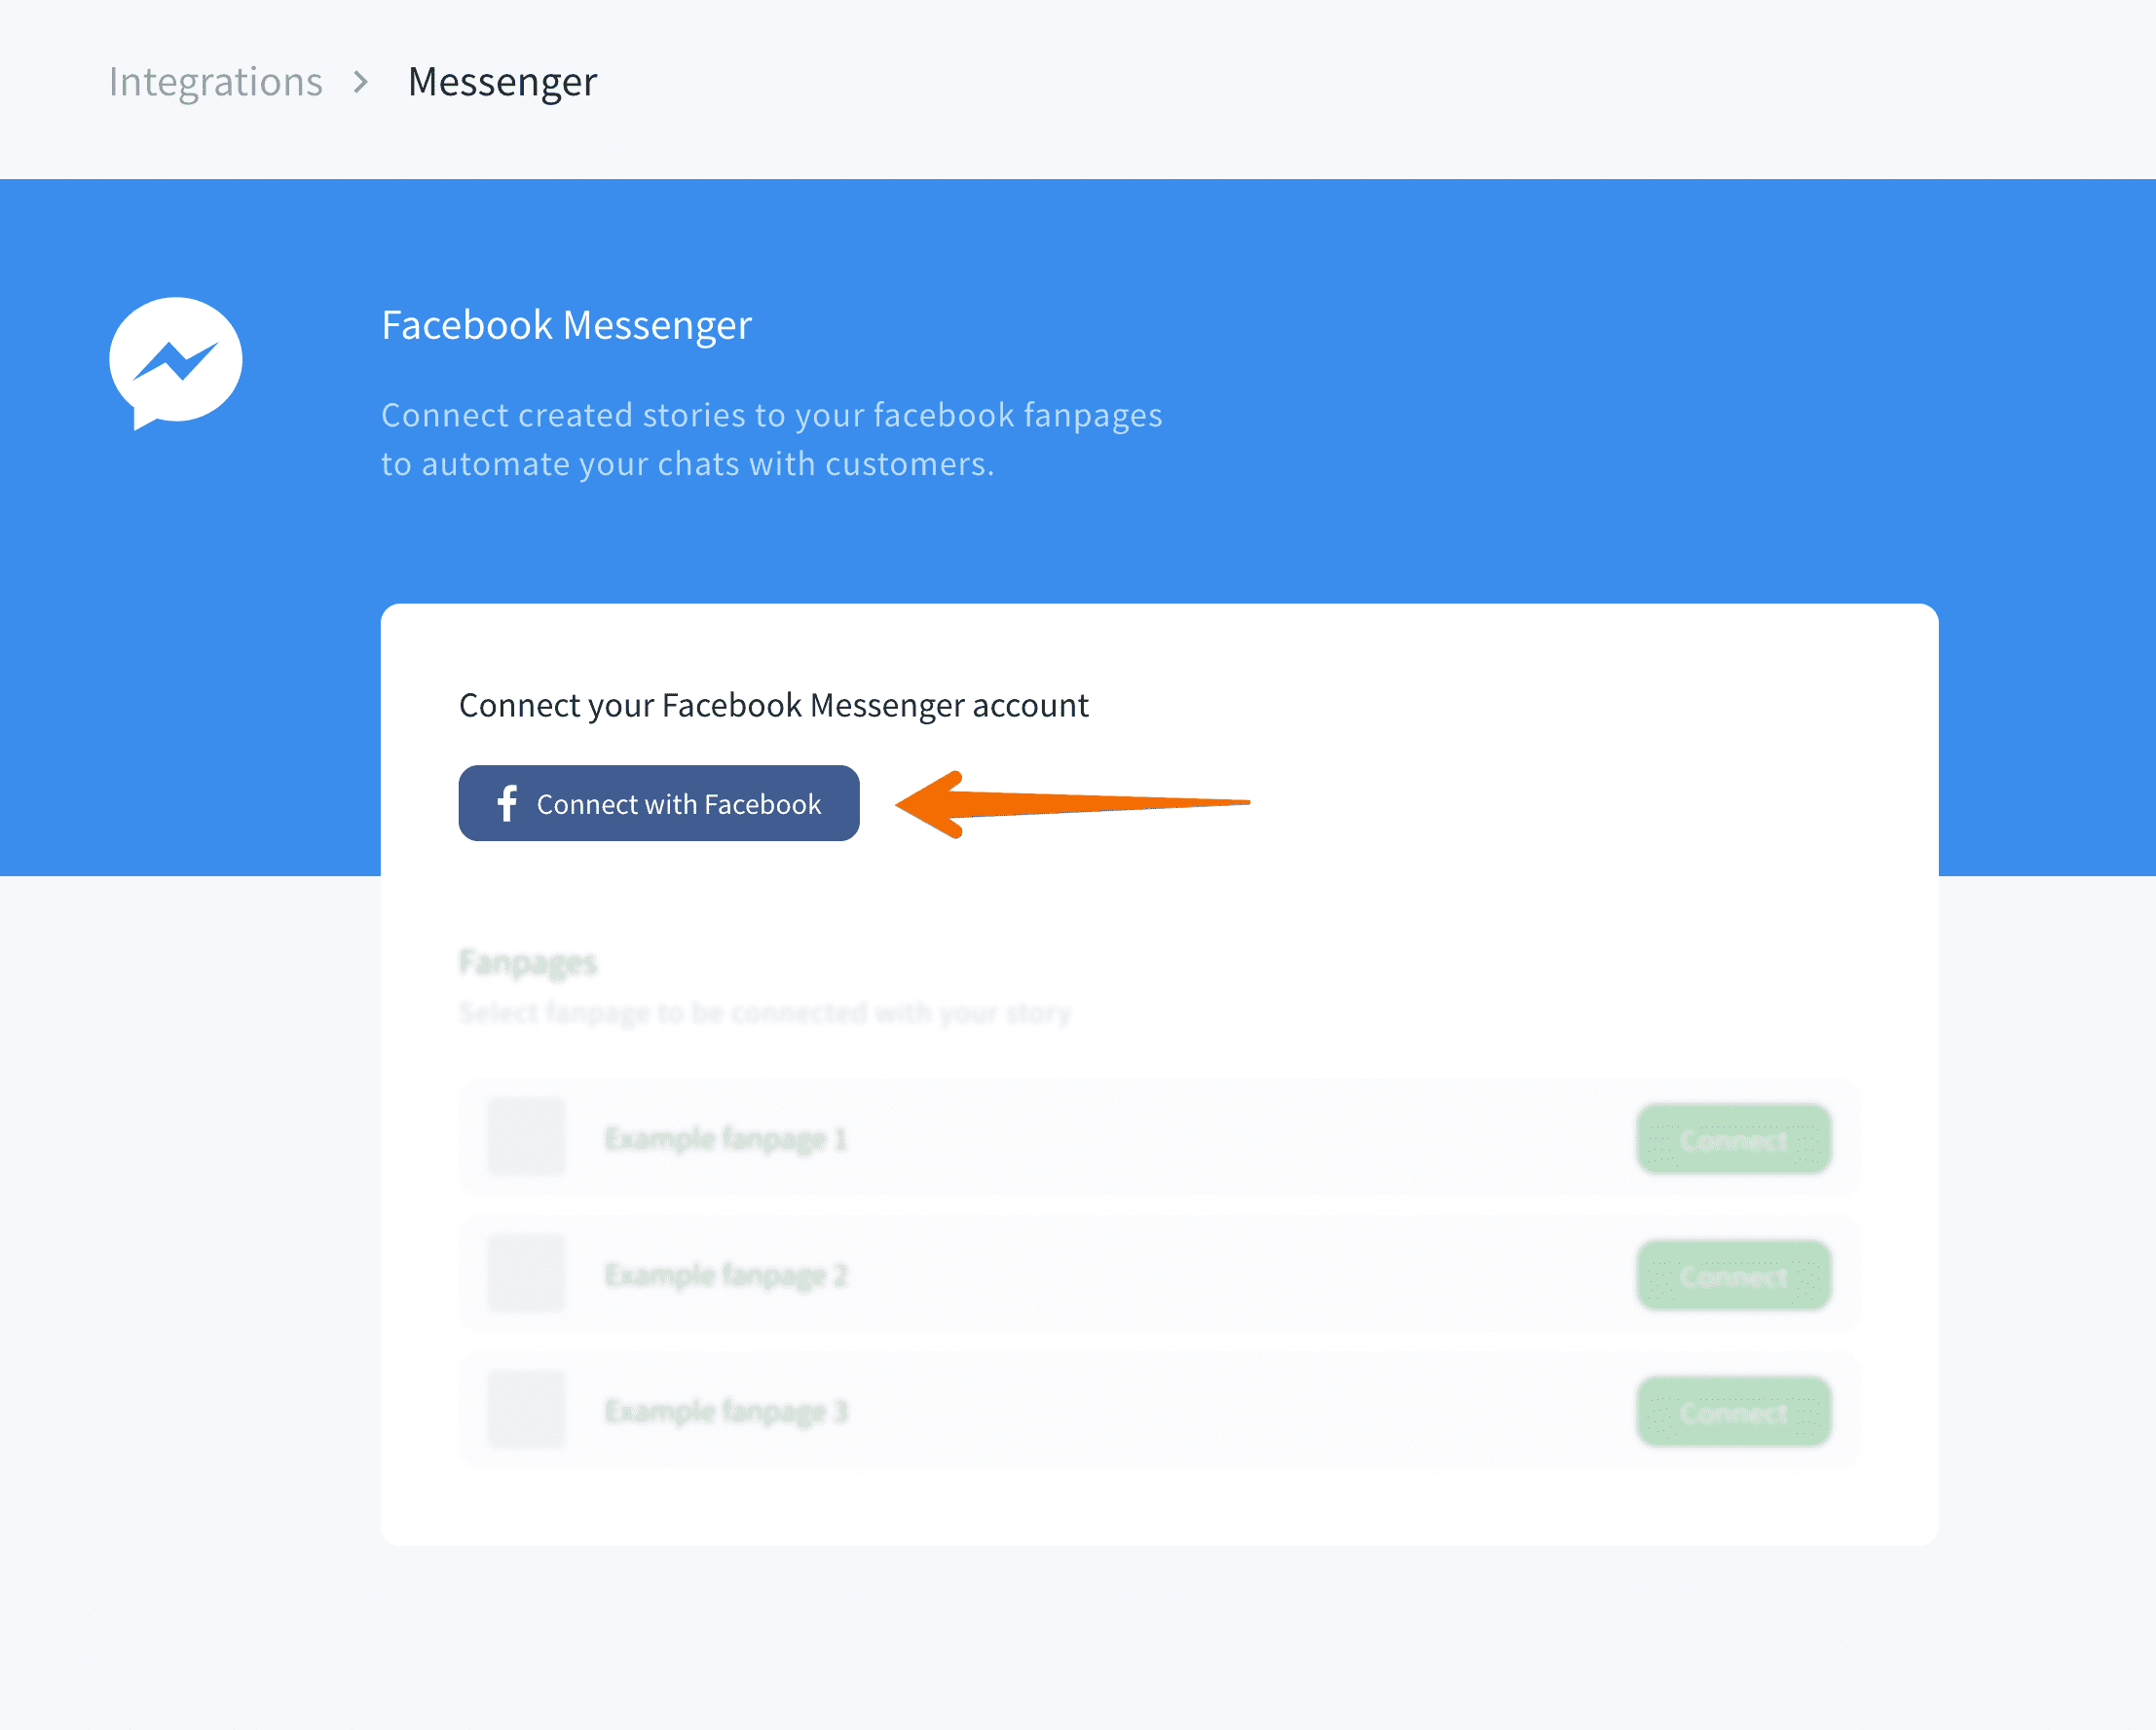 Integrations > Messenger
Facebook Messenger
Connect created stories to your facebook fanpages
to automate your chats with customers.
Connect your Facebook Messenger account
Connect with Facebook
Fanpages
Select fanpage to be connected with your story
Example fanpage 1 Connect
Example fanpage 2 Connect
Example fanpage 3 Connect